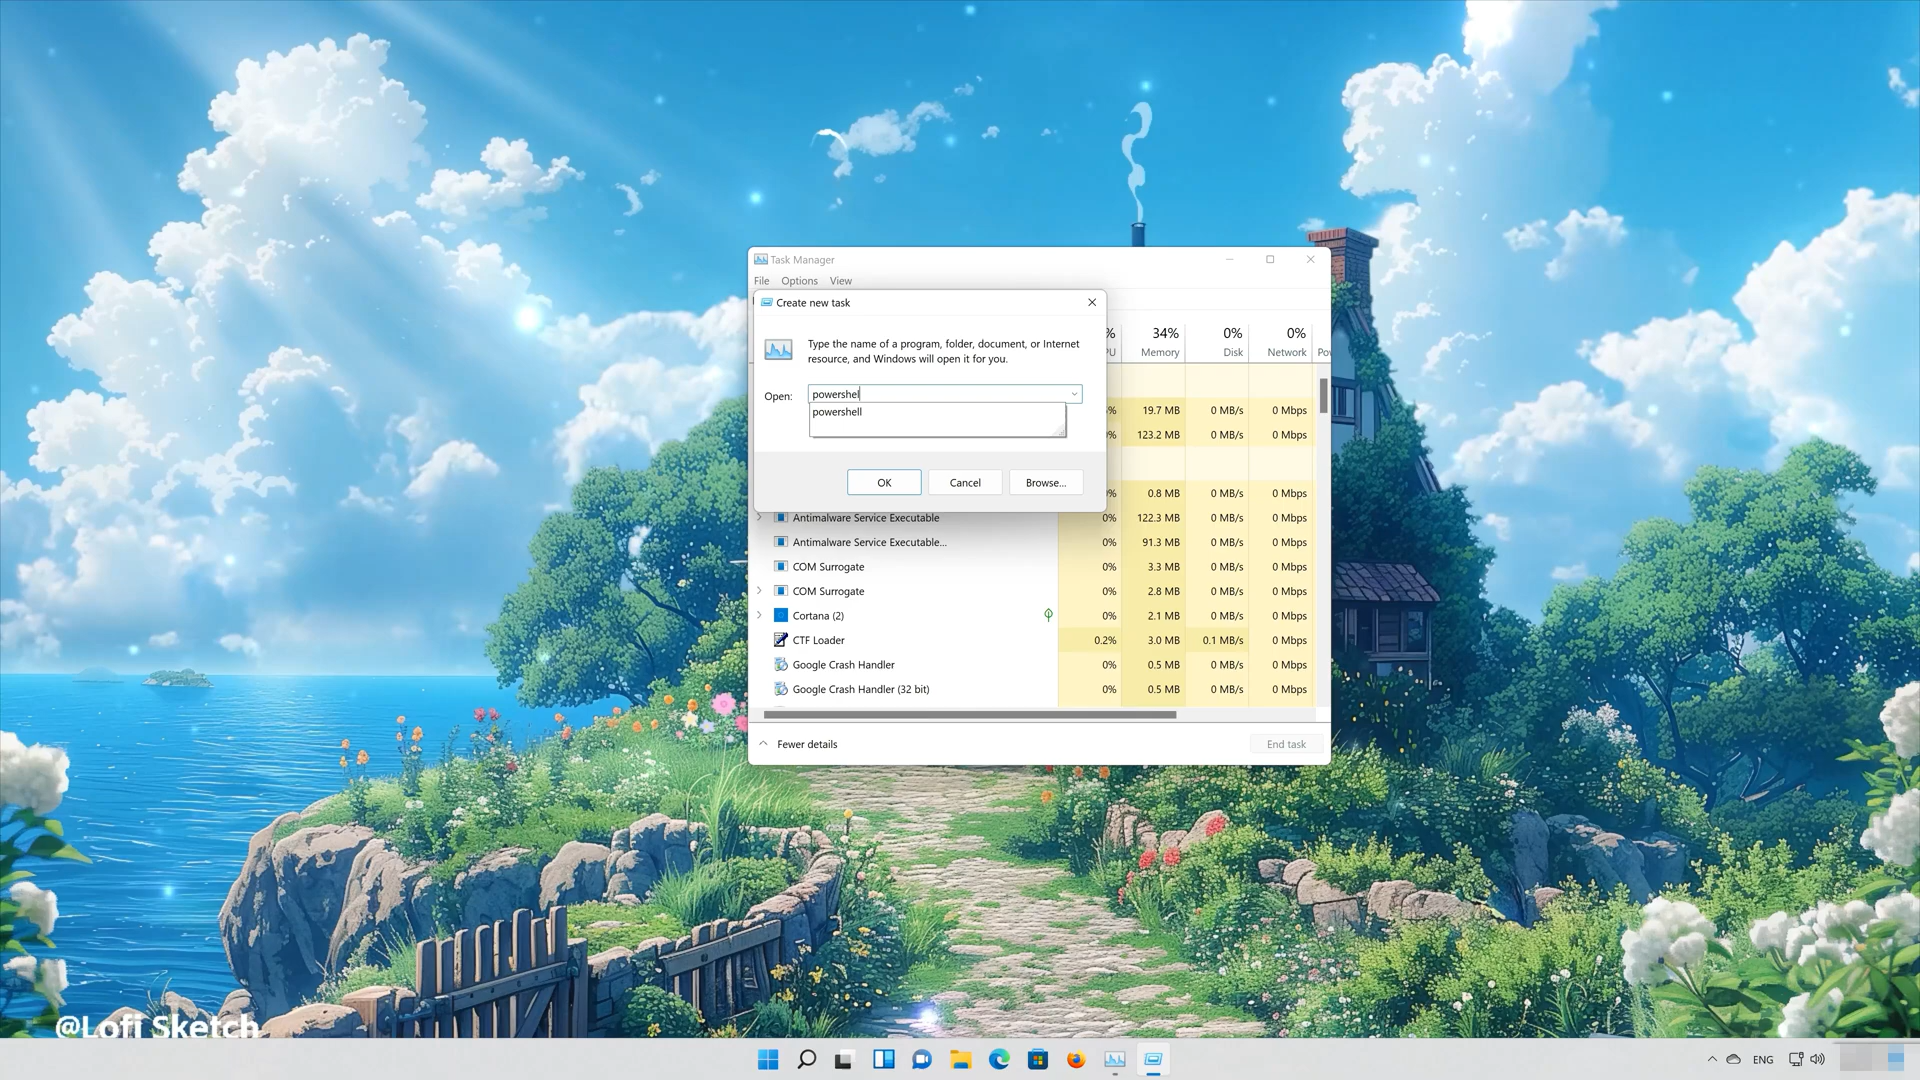 Task Manager
File Options View
Create new task
Type the name of a program, folder, document, or Internet
resource, and Windows will open it for you.
Open: powershel
powershell
OK Cancel Browse...
% 34% 0% 0%
PU Memory Disk Network Po
% 19.7 MB 0 MB/s 0 Mbps
% 123.2 MB 0 MB/s 0 Mbps
% 0.8 MB 0 MB/s 0 Mbps
Antimalware Service Executable 0% 122.3 MB 0 MB/s 0 Mbps
Antimalware Service Executable... 0% 91.3 MB 0 MB/s 0 Mbps
COM Surrogate 0% 3.3 MB 0 MB/s 0 Mbps
COM Surrogate 0% 2.8 MB 0 MB/s 0 Mbps
Cortana (2) 0% 2.1 MB 0 MB/s 0 Mbps
CTF Loader 0.2% 3.0 MB 0.1 MB/s 0 Mbps
Google Crash Handler 0% 0.5 MB 0 MB/s 0 Mbps
Google Crash Handler (32 bit) 0% 0.5 MB 0 MB/s 0 Mbps
Fewer details End task
@Lofi Sketch
ENG